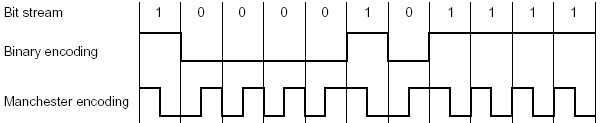 Bit stream 1 0 0 0 0 1 0 1 1 1 1
Binary encoding
Manchester encoding